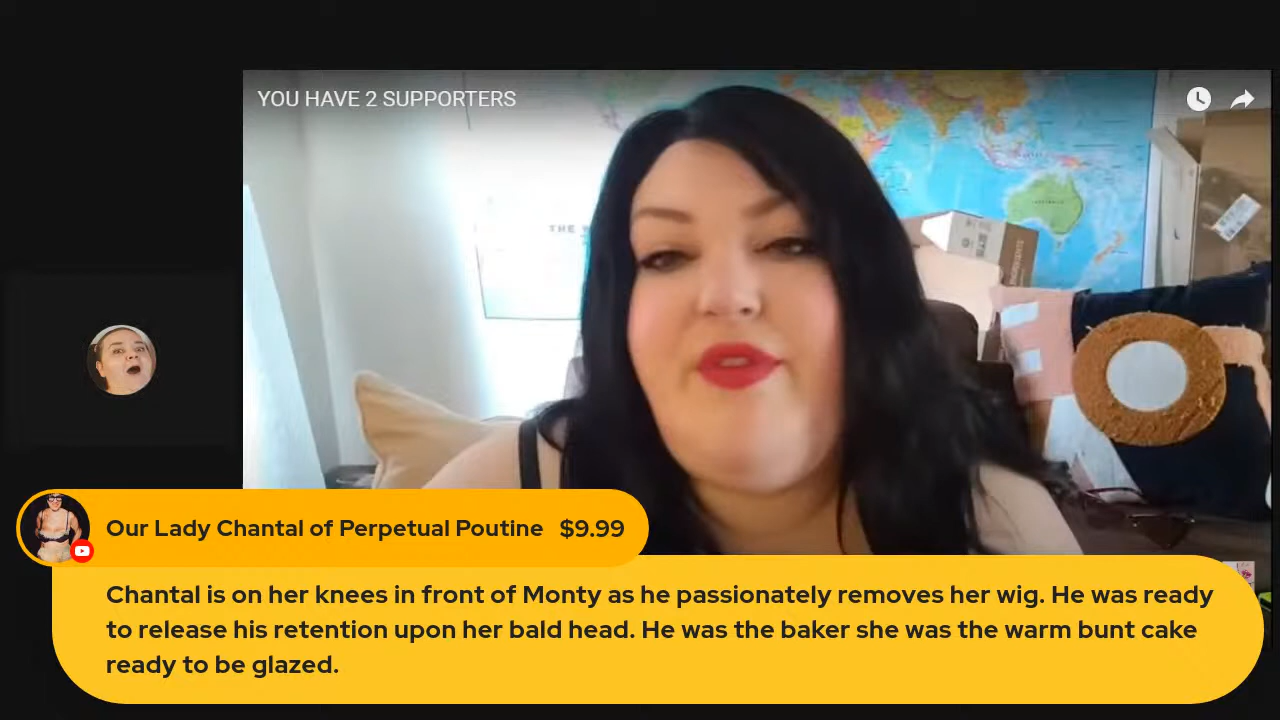 YOU HAVE 2 SUPPORTERS
THE
AUSTRALIA
Our Lady Chantal of Perpetual Poutine $9.99
Chantal is on her knees in front of Monty as he passionately removes her wig. He was ready
to release his retention upon her bald head. He was the baker she was the warm bunt cake
ready to be glazed.